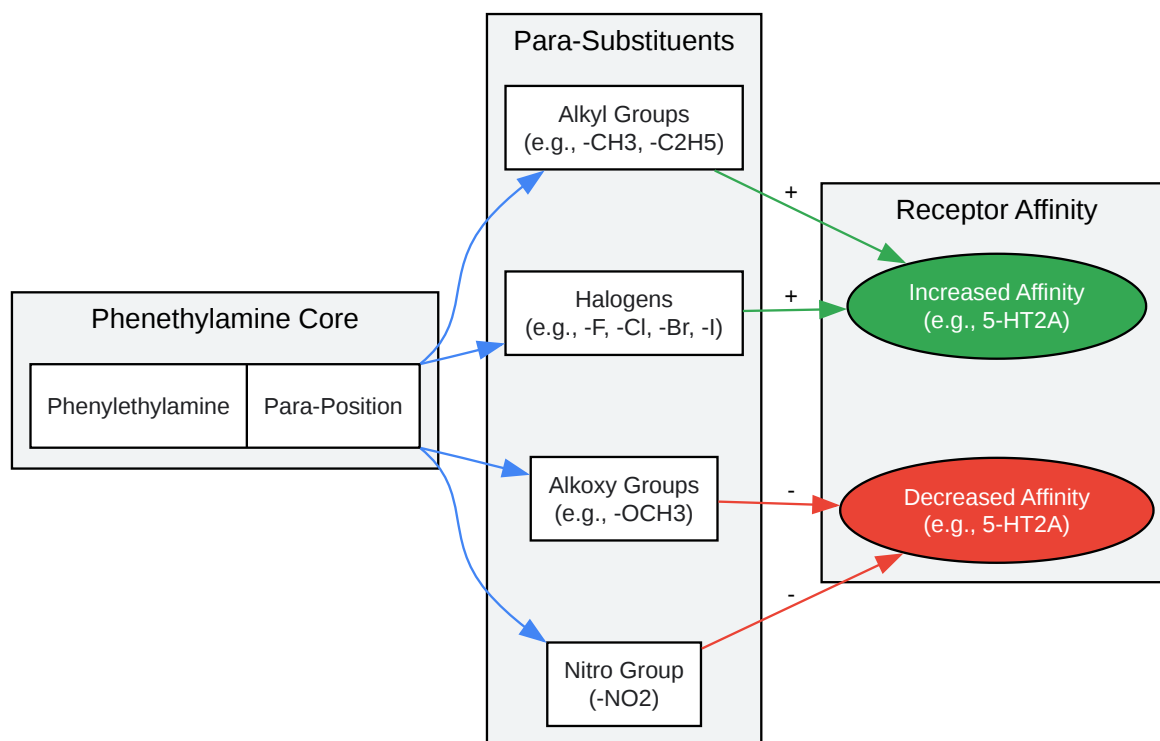 Phenethylamine Core
Phenylethylamine
Para-Position
Para-Substituents
Alkyl Groups
(e.g., -CH3, -C2H5)
Halogens
(e.g., -F, -Cl, -Br, -I)
Alkoxy Groups
(e.g., -OCH3)
Nitro Group
(-NO2)
+
+
-
-
Receptor Affinity
Increased Affinity
(e.g., 5-HT2A)
Decreased Affinity
(e.g., 5-HT2A)